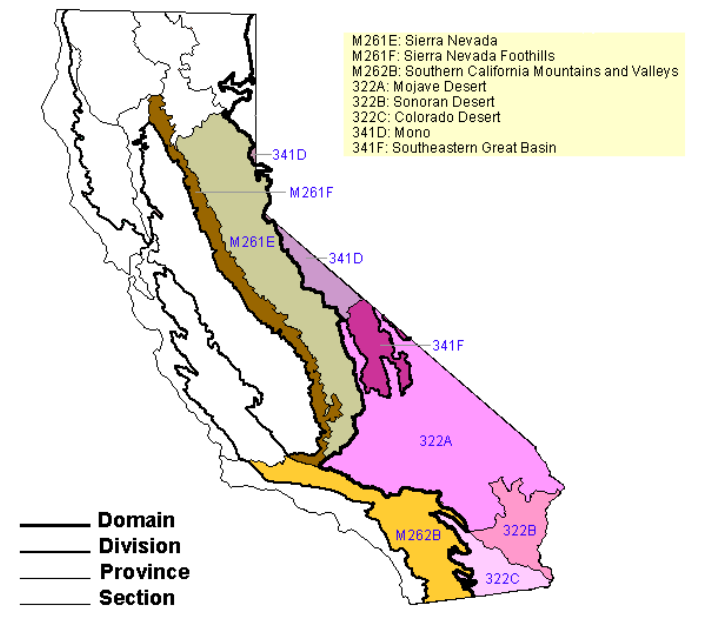 M261E: Sierra Nevada
M261F: Sierra Nevada Foothills
M262B: Southern California Mountains and Valleys
322A: Mojave Desert
322B: Sonoran Desert
322C: Colorado Desert
341D: Mono
341F: Southeastern Great Basin
341D
M261F
M261E
341D
341F
322A
M262B
322B
322C
Domain
Division
Province
Section